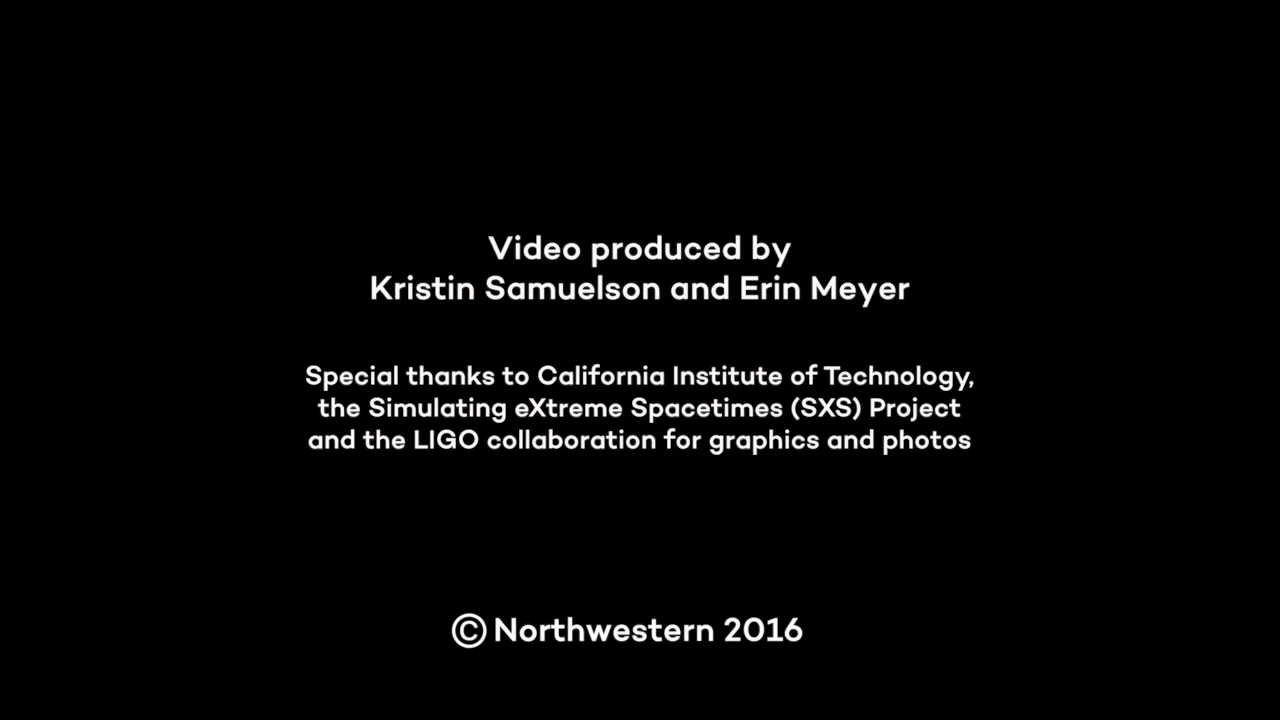 Video produced by
Kristin Samuelson and Erin Meyer
Special thanks to California Institute of Technology,
the Simulating eXtreme Spacetimes (SXS) Project
and the LIGO collaboration for graphics and photos
© Northwestern 2016